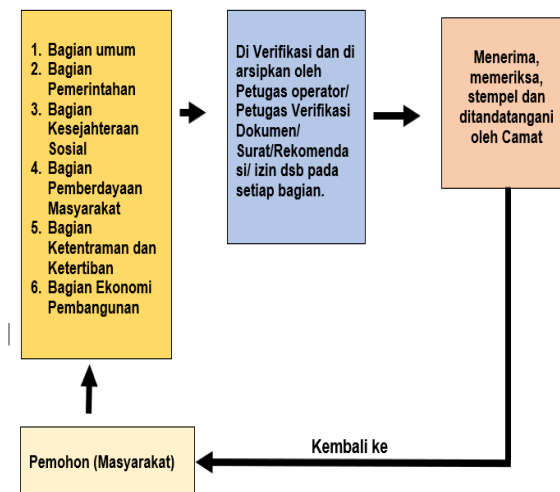 1. Bagian umum
2. Bagian
Pemerintahan
3. Bagian
Kesejahteraan
Sosial
4. Bagian
Pemberdayaan
Masyarakat
5. Bagian
Ketentraman dan
Ketertiban
6. Bagian Ekonomi
Pembangunan
Di Verifikasi dan di
arsipkan oleh
Petugas operator/
Petugas Verifikasi
Dokumen/
Surat/Rekomenda
si/ izin dsb pada
setiap bagian.
Menerima,
memeriksa,
stempel dan
ditandatangani
oleh Camat
Kembali ke
Pemohon (Masyarakat)